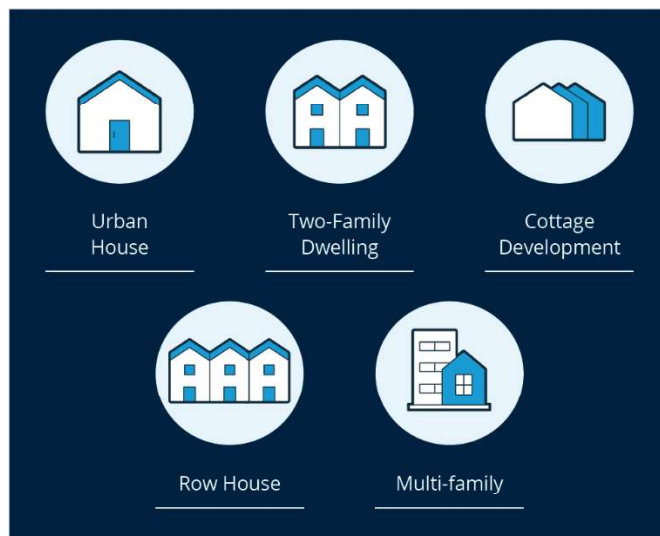 Urban
House
Two-Family
Dwelling
Cottage
Development
Row House
Multi-family